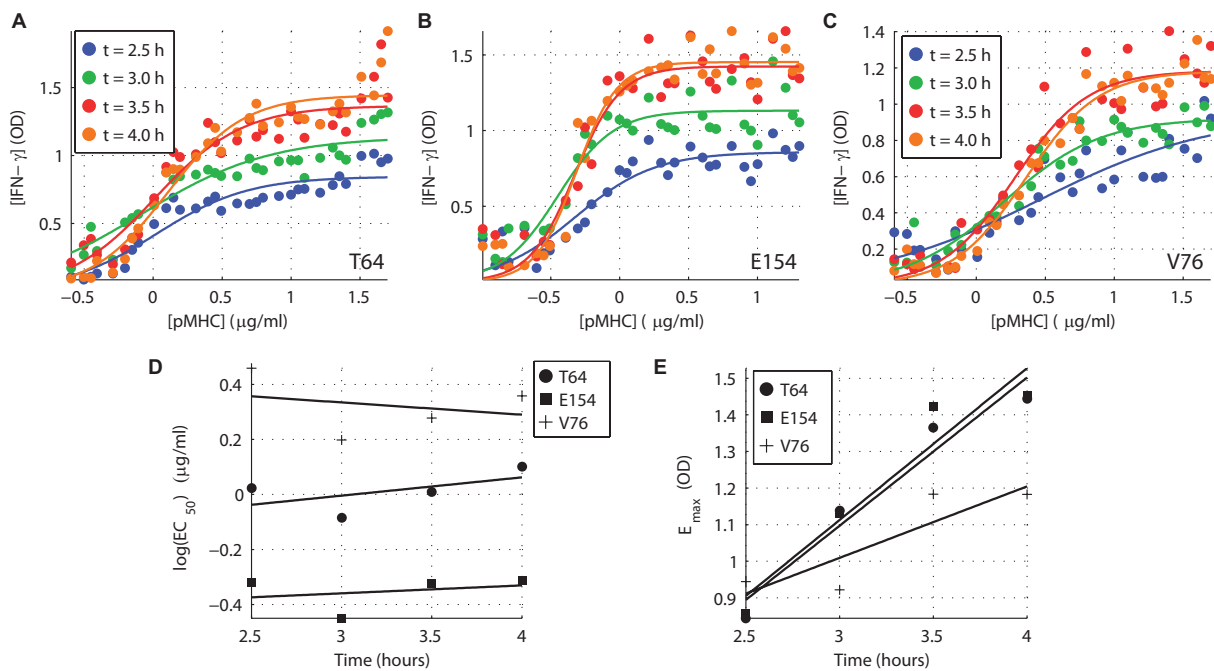 A
t = 2.5 h
t = 3.0 h
t = 3.5 h
t = 4.0 h
[IFN− γ] (OD)
1.5
1
0.5
−0.5
0
0.5
1
1.5
T64
[pMHC] ( μg/ml)
B
[IFN− γ] (OD)
1.5
1
0.5
−0.5
0
0.5
1
E154
[pMHC] ( μg/ml)
C
t = 2.5 h
t = 3.0 h
t = 3.5 h
t = 4.0 h
[IFN− γ] (OD)
1.4
1.2
1
0.8
0.6
0.4
0.2
−0.5
0
0.5
1
1.5
V76
[pMHC] ( μg/ml)
D
T64
E154
V76
log(EC 50) (μg/ml)
0.4
0.2
0
−0.2
−0.4
2.5
3
3.5
4
Time (hours)
E
T64
E154
V76
E max (OD)
1.5
1.4
1.3
1.2
1.1
1
0.9
2.5
3
3.5
4
Time (hours)